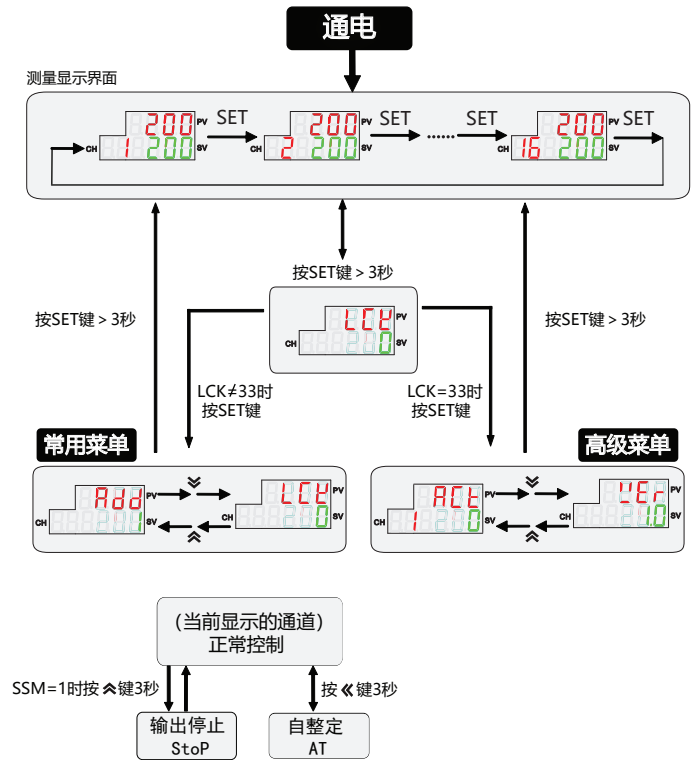 通电
测量显示界面
200 PV SET 200 PV SET SET 200 PV SET
CH 1 200 SV CH 2 200 SV ...... CH 16 200 SV
按SET键 > 3秒
按SET键 > 3秒 LCK PV 按SET键 > 3秒
CH 0 SV
LCK≠33时 LCK=33时
按SET键 按SET键
常用菜单 高级菜单
Add PV LCK PV ACt PV VEr PV
CH 1 SV CH 0 SV CH 1 0 SV CH 1.0 SV
(当前显示的通道)
正常控制
SSM=1时按 键3秒 按 键3秒
输出停止 自整定
StoP AT